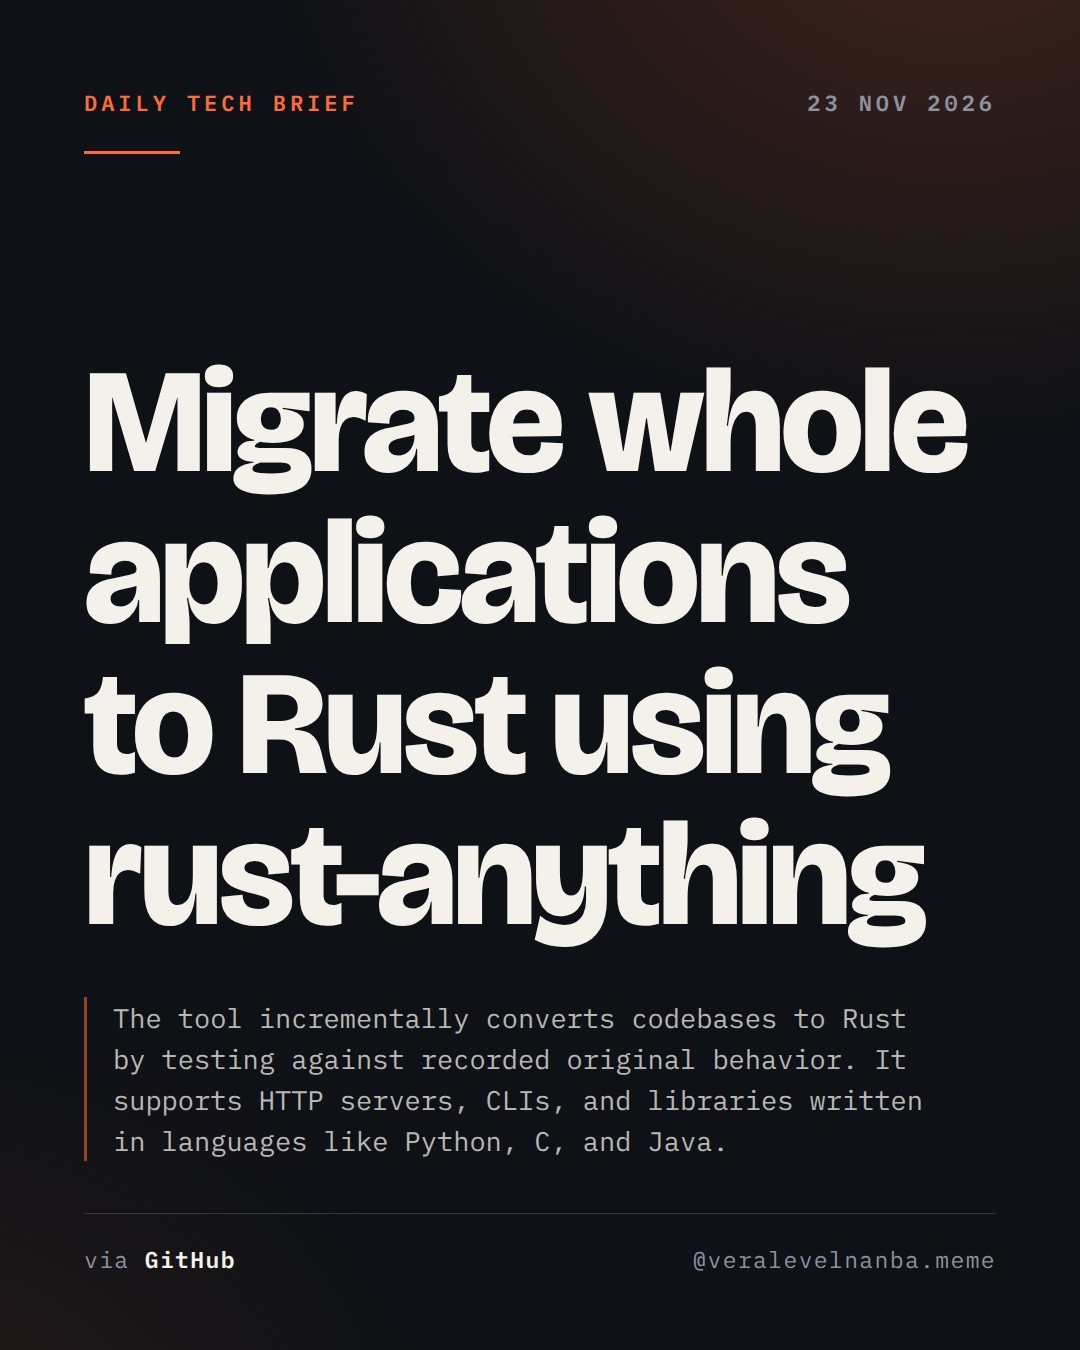 DAILY TECH BRIEF
23 NOV 2026
Migrate whole
applications
to Rust using
rust-anything
The tool incrementally converts codebases to Rust
by testing against recorded original behavior. It
supports HTTP servers, CLIs, and libraries written
in languages like Python, C, and Java.
via GitHub
@veralevelnanba.meme